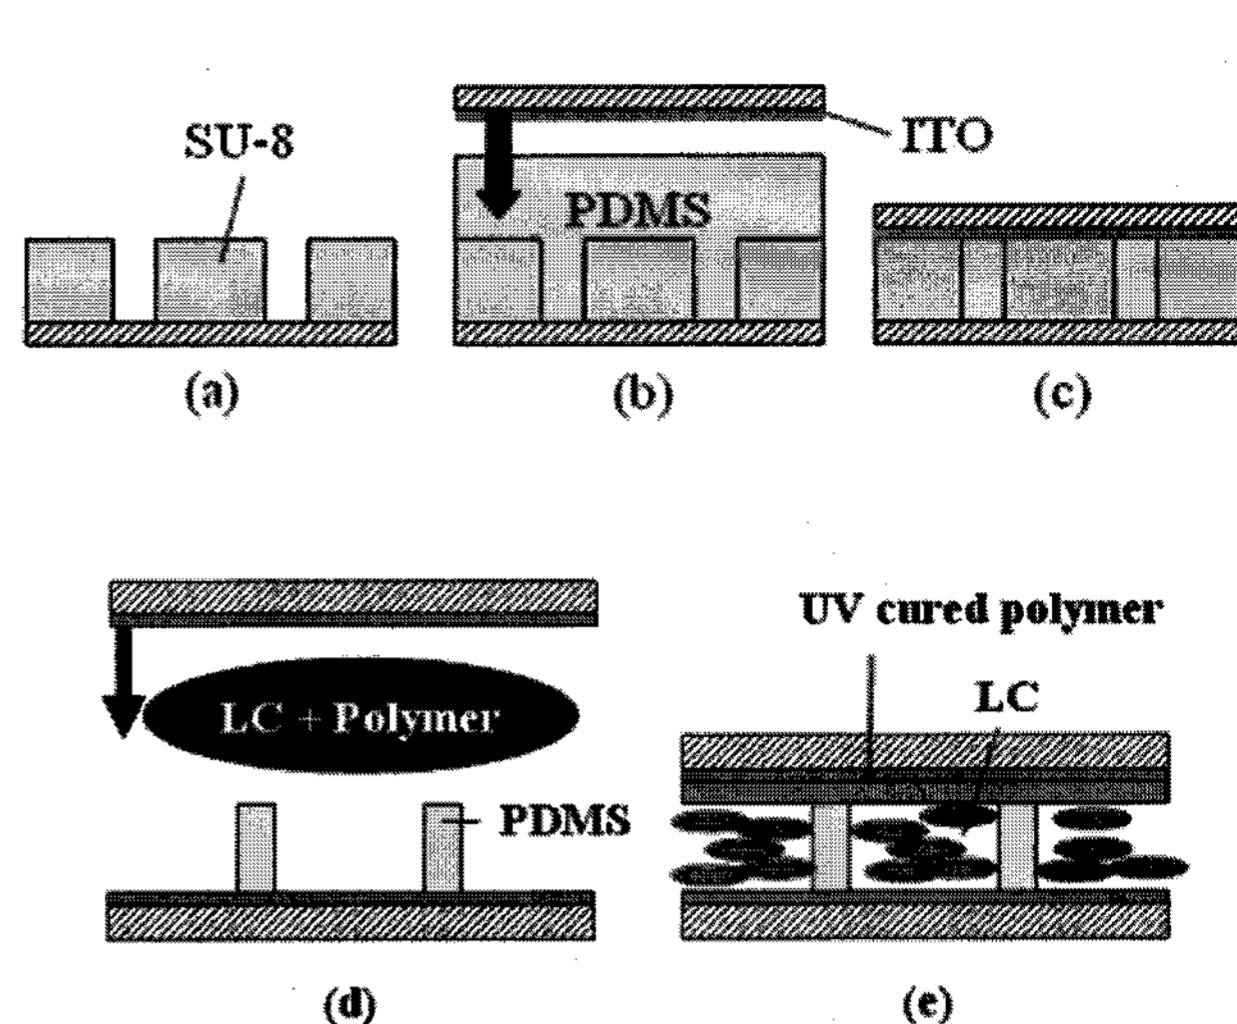 SU-8
ITO
PDMS
(a)
(b)
(c)
UV cured polymer
LC
LC + Polymer
PDMS
(d)
(e)